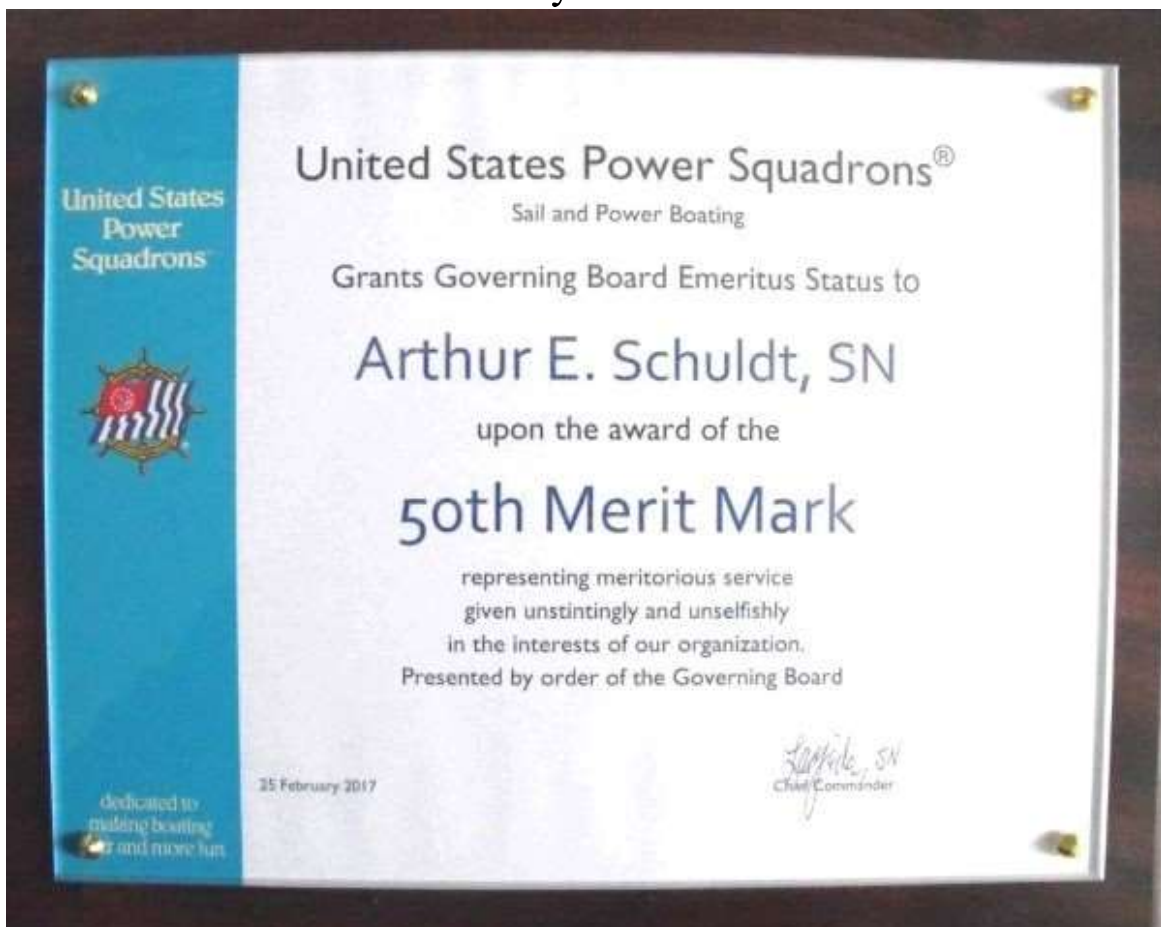 United States
Power
Squadrons
United States Power Squadrons®
Sail and Power Boating
Grants Governing Board Emeritus Status to
Arthur E. Schuldt, SN
upon the award of the
50th Merit Mark
representing meritorious service
given unstintingly and unselfishly
in the interests of our organization.
Presented by order of the Governing Board
25 February 2017
SN
Chief Commander
dedicated to
making boating
and more fun